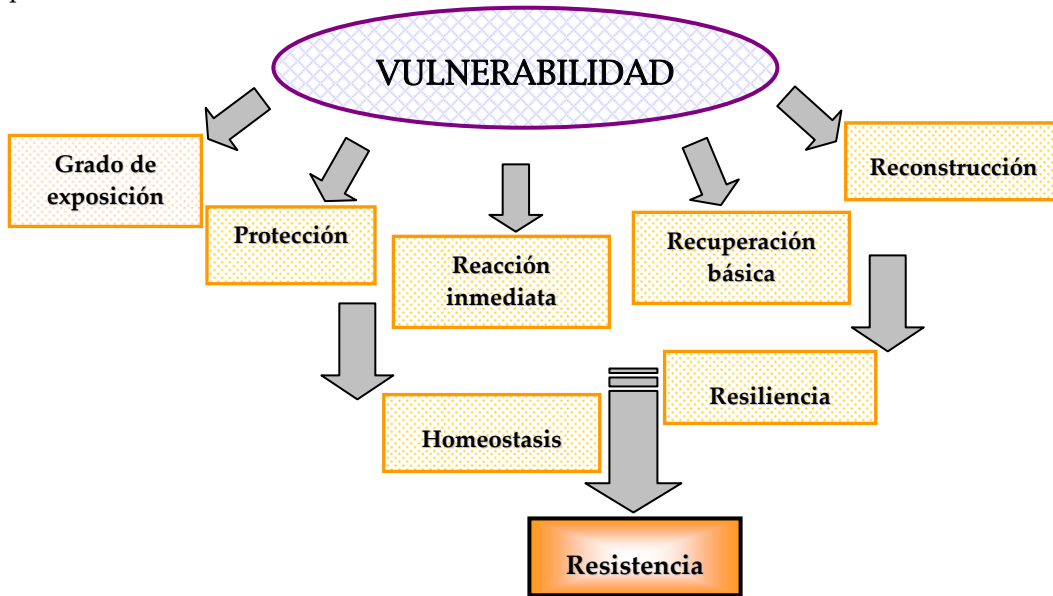 VULNERABILIDAD
Grado de
exposición
Protección
Reacción
inmediata
Recuperación
básica
Reconstrucción
Homeostasis
Resiliencia
Resistencia